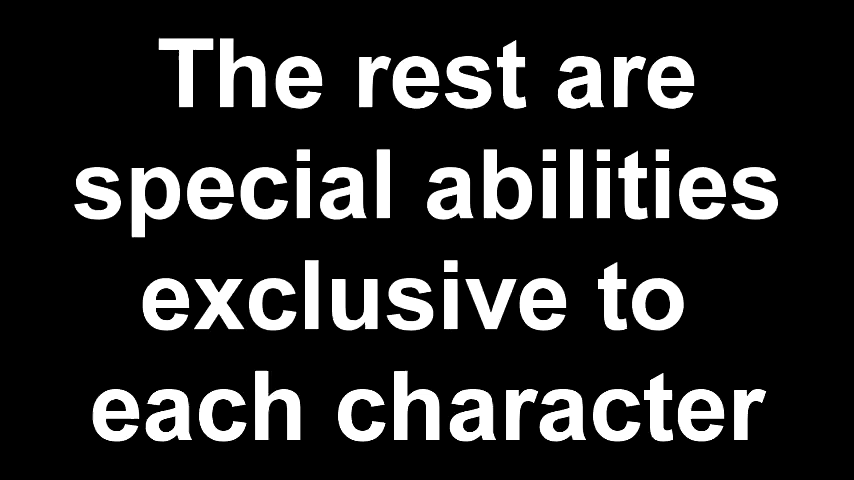 The rest are
special abilities
exclusive to
each character